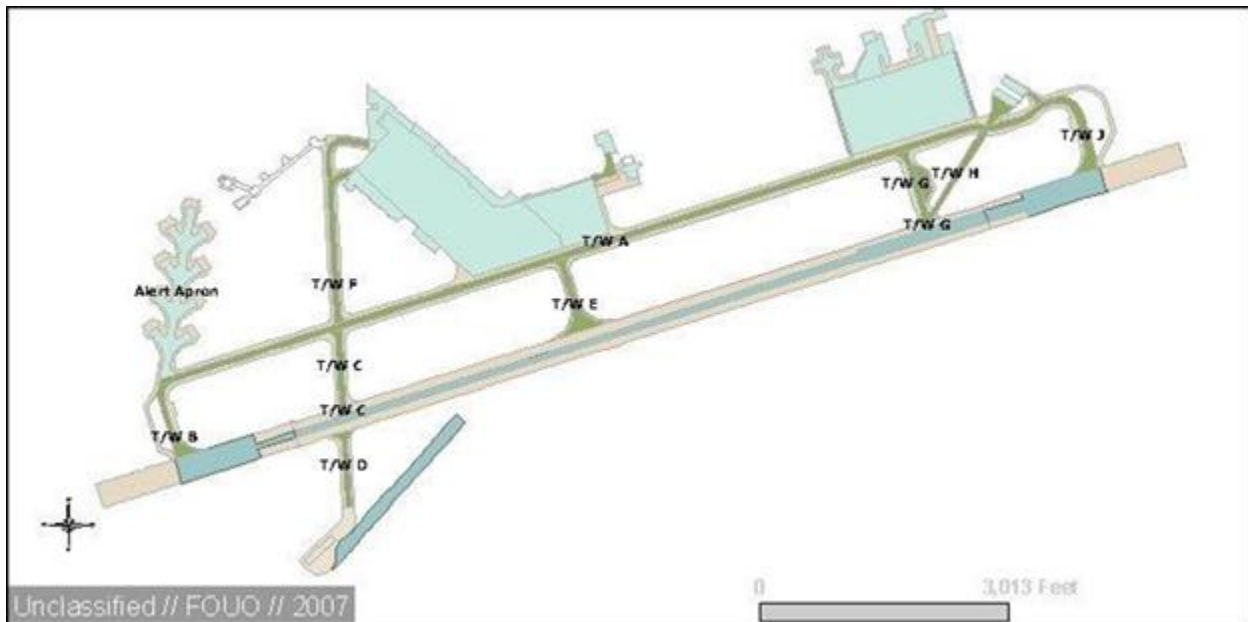 T/W J
T/W H
T/W G
T/W G
T/W A
T/W F
Alert Apron
T/W E
T/W C
T/W C
T/W B
T/W D
0 3,013 Feet
Unclassified // FOUO // 2007